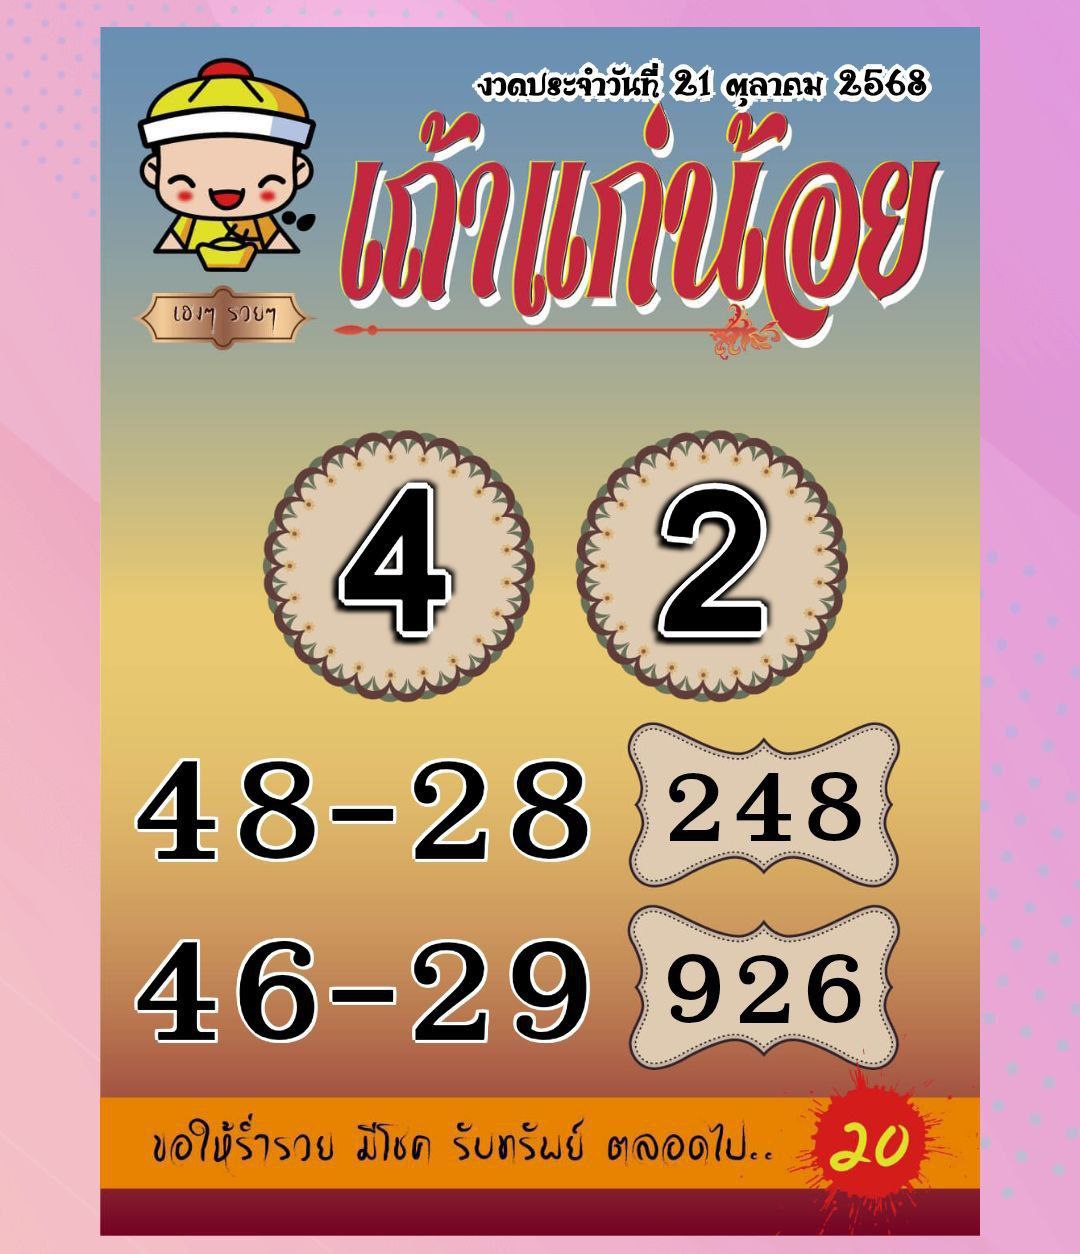 งวดประจำวันที่ 21 ตุลาคม 2568
เถ้าแก่น้อย
เฮงๆ รวยๆ
4 2
48-28 248
46-29 926
ขอให้ร่ำรวย มีโชค รับทรัพย์ ตลอดไป.. 20